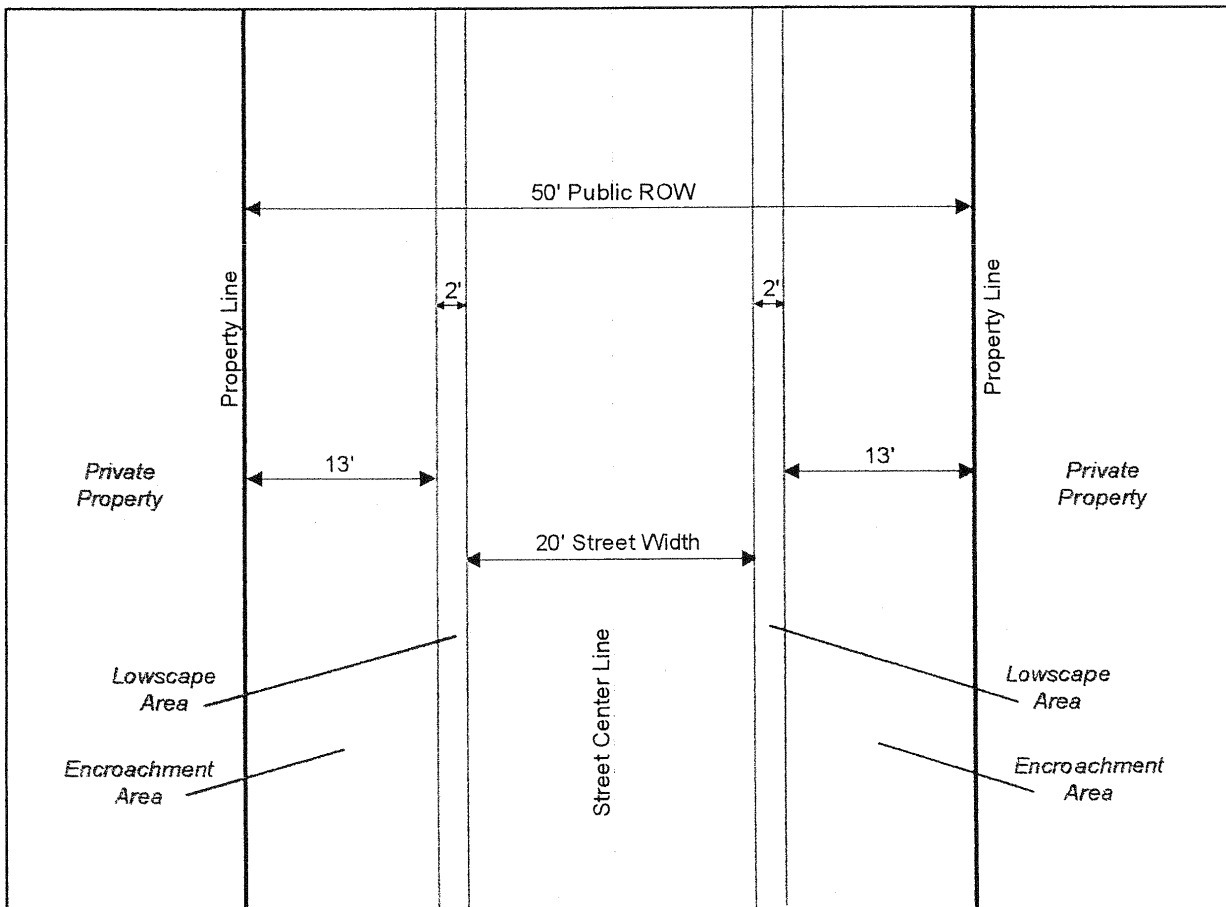 50' Public ROW
Property Line
2'
2'
Property Line
Private
Property
13'
13'
Private
Property
20' Street Width
Street Center Line
Lowscape
Area
Lowscape
Area
Encroachment
Area
Encroachment
Area